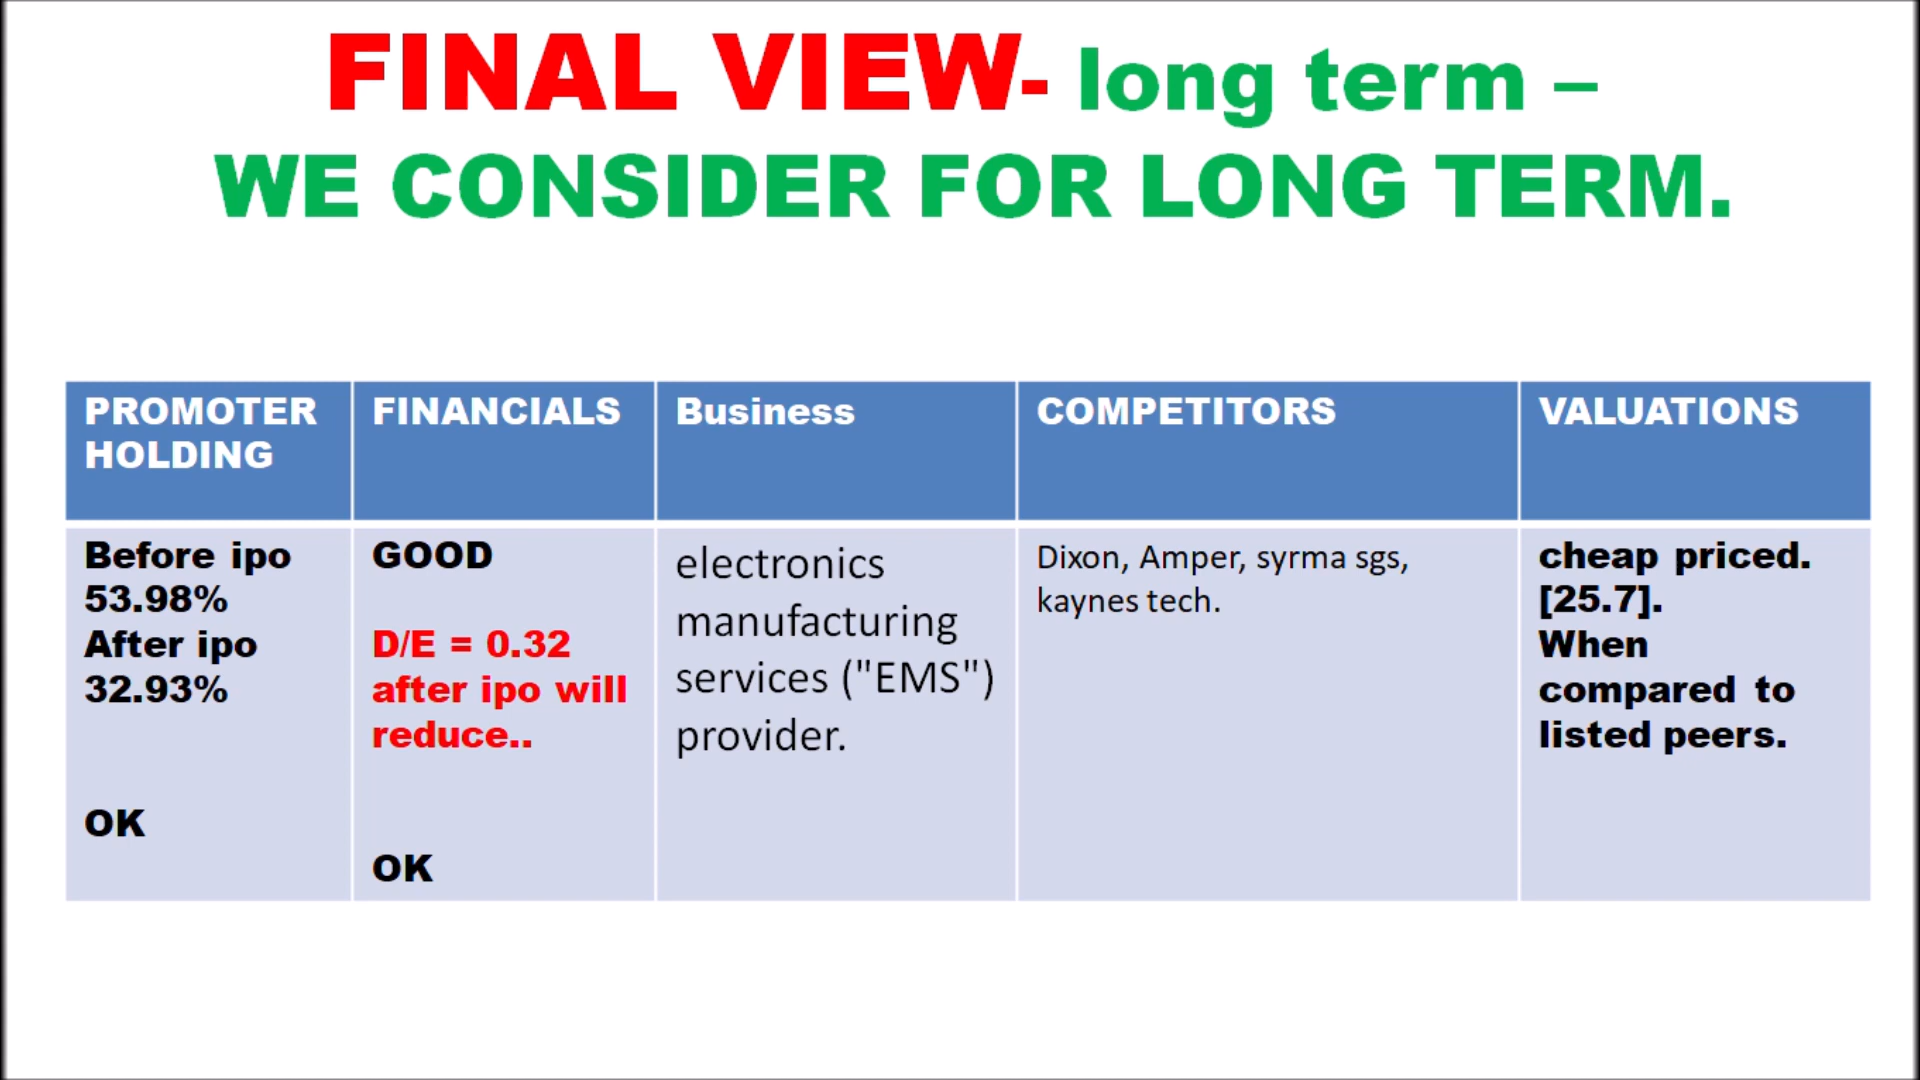 FINAL VIEW- long term –
WE CONSIDER FOR LONG TERM.
PROMOTER
HOLDING
FINANCIALS
Business
COMPETITORS
VALUATIONS
Before ipo
53.98%
After ipo
32.93%
OK
GOOD
D/E = 0.32
after ipo will
reduce..
OK
electronics
manufacturing
services ("EMS")
provider.
Dixon, Amper, syrma sgs,
kaynes tech.
cheap priced.
[25.7].
When
compared to
listed peers.